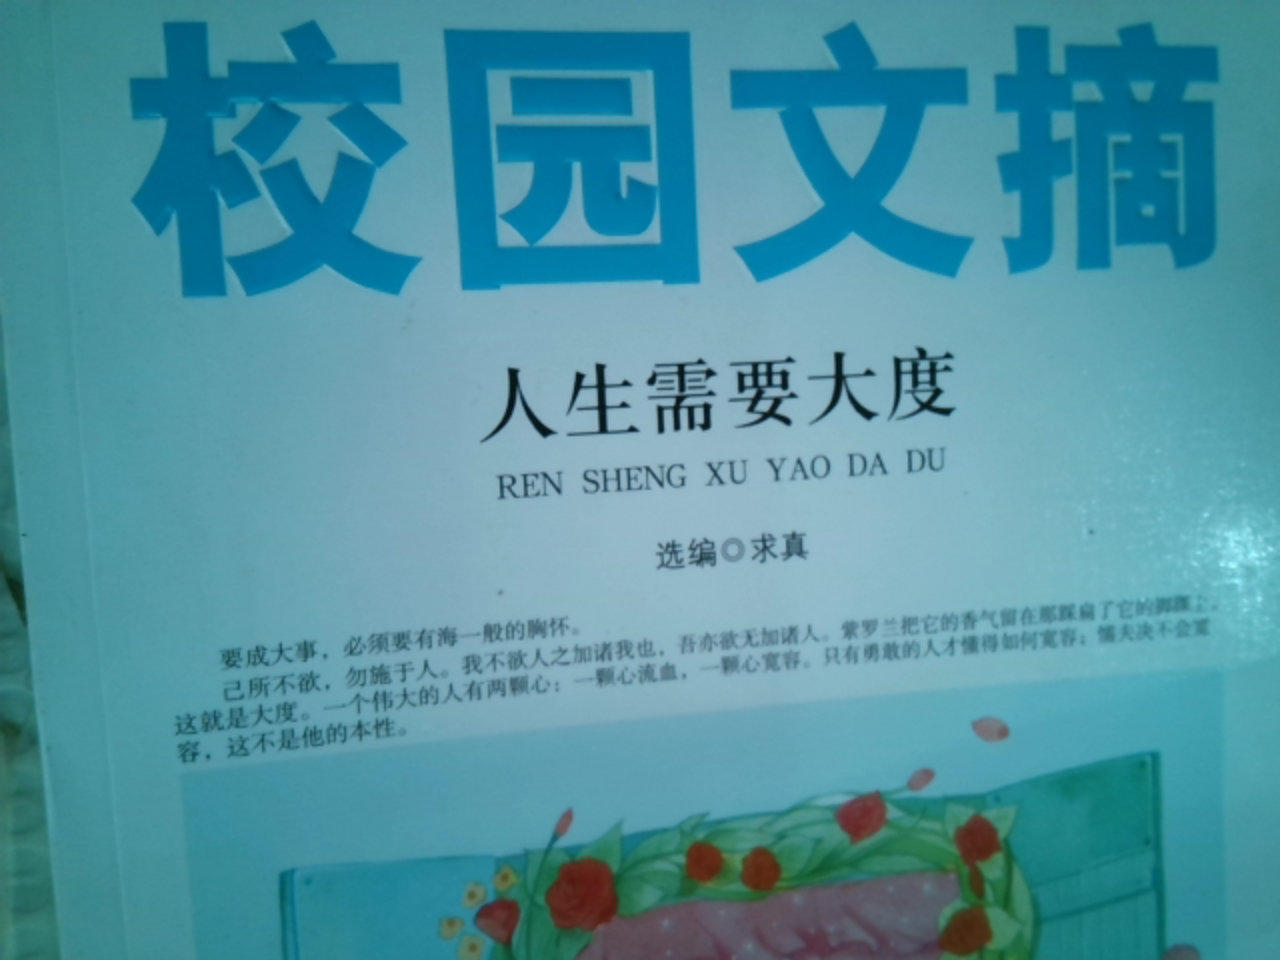 校园文摘
人生需要大度
REN SHENG XU YAO DA DU
选编◎求真
要成大事，必须要有海一般的胸怀。
己所不欲，勿施于人。我不欲人之加诸我也，吾亦欲无加诸人。紫罗兰把它的香气留在那踩扁了它的脚踝上。
这就是大度。一个伟大的人有两颗心：一颗心流血，一颗心宽容。只有勇敢的人才懂得如何宽容；懦夫决不会宽
容，这不是他的本性。